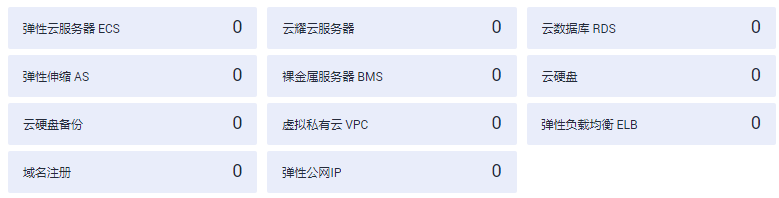 弹性云服务器 ECS 0
云耀云服务器 0
云数据库 RDS 0
弹性伸缩 AS 0
裸金属服务器 BMS 0
云硬盘 0
云硬盘备份 0
虚拟私有云 VPC 0
弹性负载均衡 ELB 0
域名注册 0
弹性公网IP 0